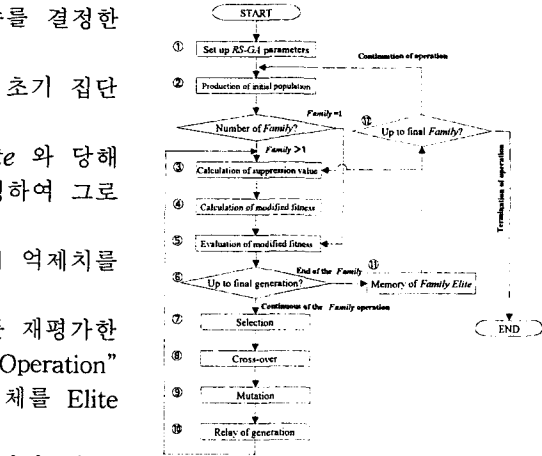 를 결정한
초기 집단
te 와 당해
하여 그로
억제치를
재평가한
Operation”
체를 Elite
START
① Set up RS-GA parameters
Continuation of operation
② Production of initial population
Family=1
Number of Family?
⑫ Up to final Family?
Family >1
③ Calculation of suppression value
④ Calculation of modified fitness
Termination of operation
⑤ Evaluation of modified fitness
End of the Family
⑥ Up to final generation?
⑪ Memory of Family Elite
Continuous of the Family operation
⑦ Selection
END
⑧ Cross-over
⑨ Mutation
⑩ Relay of generation